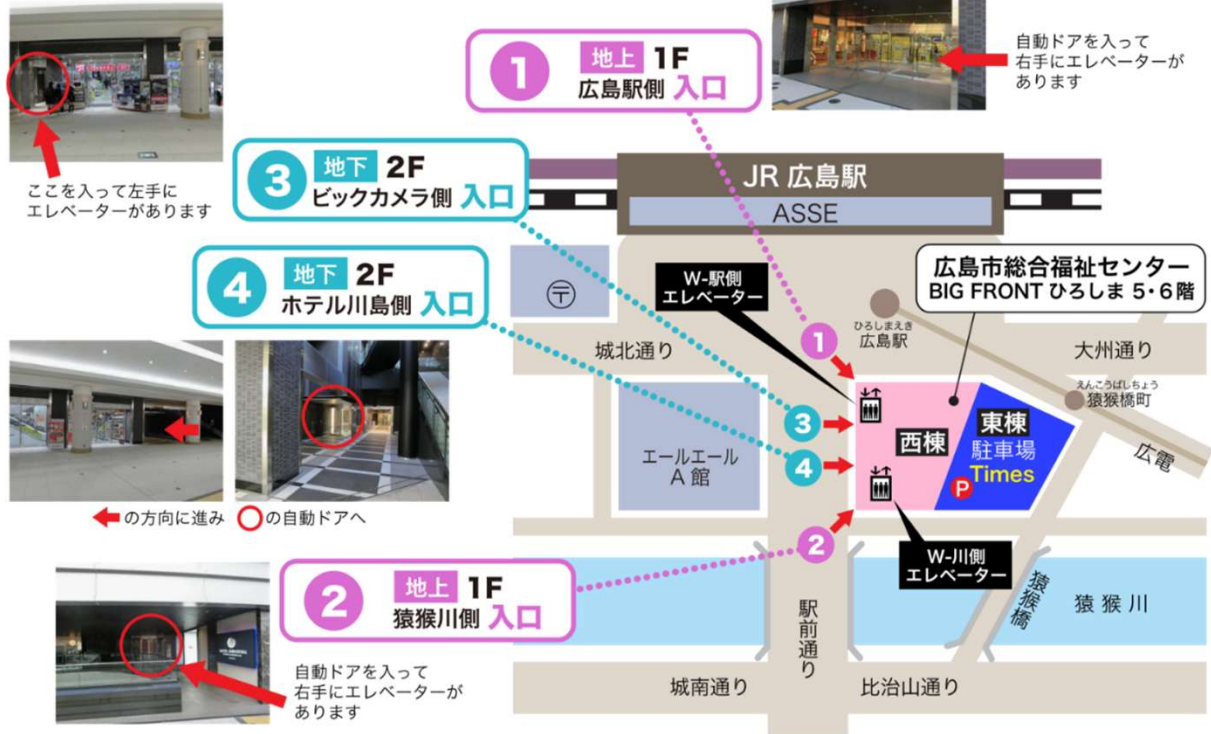 1
地上 1F
広島駅側 入口
自動ドアを入って
右手にエレベーターが
あります
ここを入って左手に
エレベーターがあります
3
地下 2F
ビックカメラ側 入口
4
地下 2F
ホテル川島側 入口
JR 広島駅
ASSE
〒
W-駅側
エレベーター
広島市総合福祉センター
BIG FRONT ひろしま 5・6階
ひろしまえき
広島駅
城北通り
大州通り
1
えんこうばしちょう
猿猴橋町
3
4
エールエール
A 館
西棟
東棟
駐車場
Times
P
広電
の方向に進み
の自動ドアへ
2
W-川側
エレベーター
2
地上 1F
猿猴川側 入口
駅前通り
猿猴橋
猿猴川
自動ドアを入って
右手にエレベーターが
あります
城南通り
比治山通り